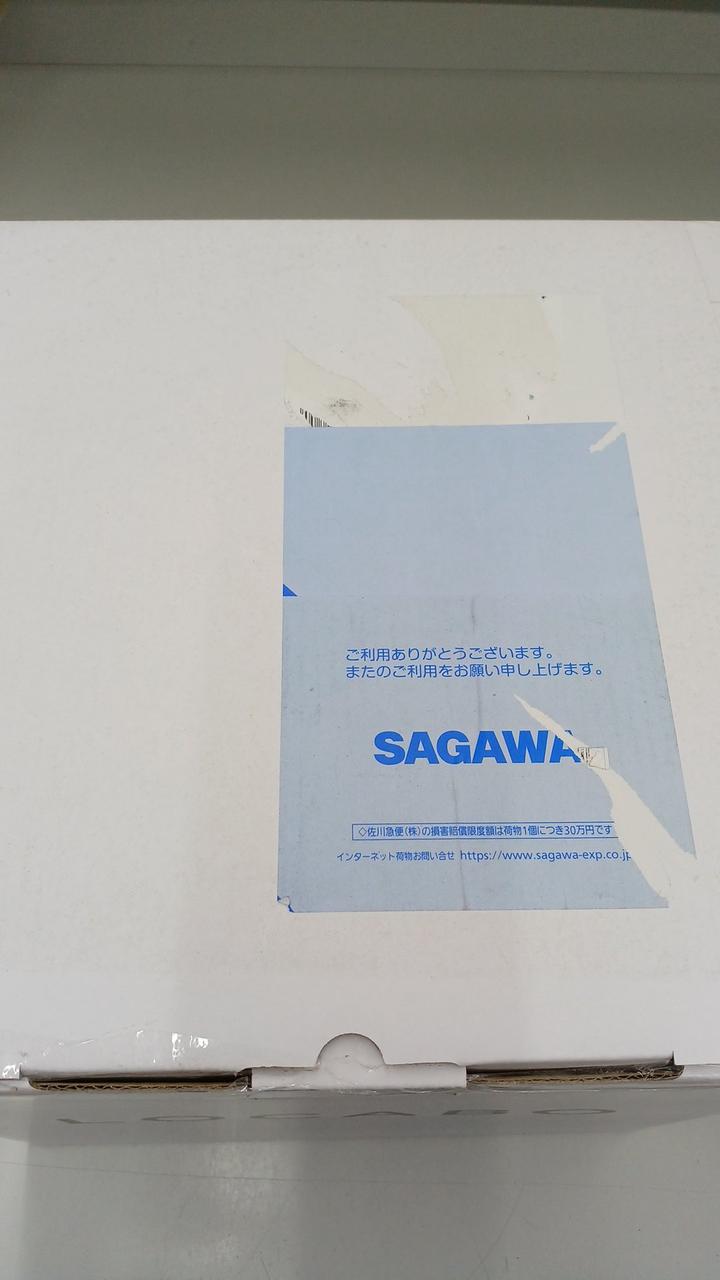 ご利用ありがとうございます。
またのご利用をお願い申し上げます。
SAGAWA
◇佐川急便(株)の損害賠償限度額は荷物1個につき30万円です
インターネット荷物お問い合せ https://www.sagawa-exp.co.jp
LOCABO